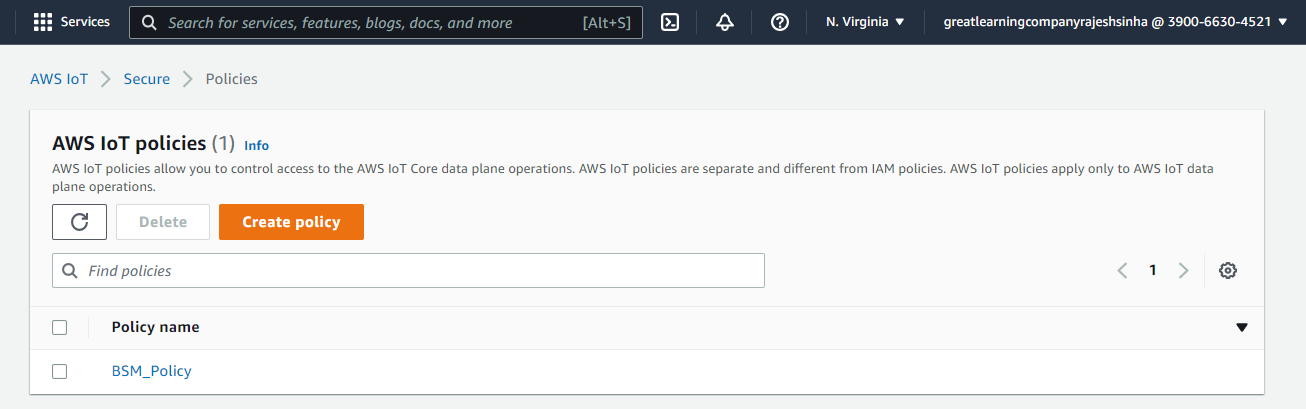 Services Search for services, features, blogs, docs, and more [Alt+S] N. Virginia greatlearningcompanyrajeshsinha @ 3900-6630-4521
AWS IoT Secure Policies
AWS IoT policies (1) Info
AWS IoT policies allow you to control access to the AWS IoT Core data plane operations. AWS IoT policies are separate and different from IAM policies. AWS IoT policies apply only to AWS IoT data
plane operations.
Delete Create policy
Find policies 1
Policy name
BSM_Policy